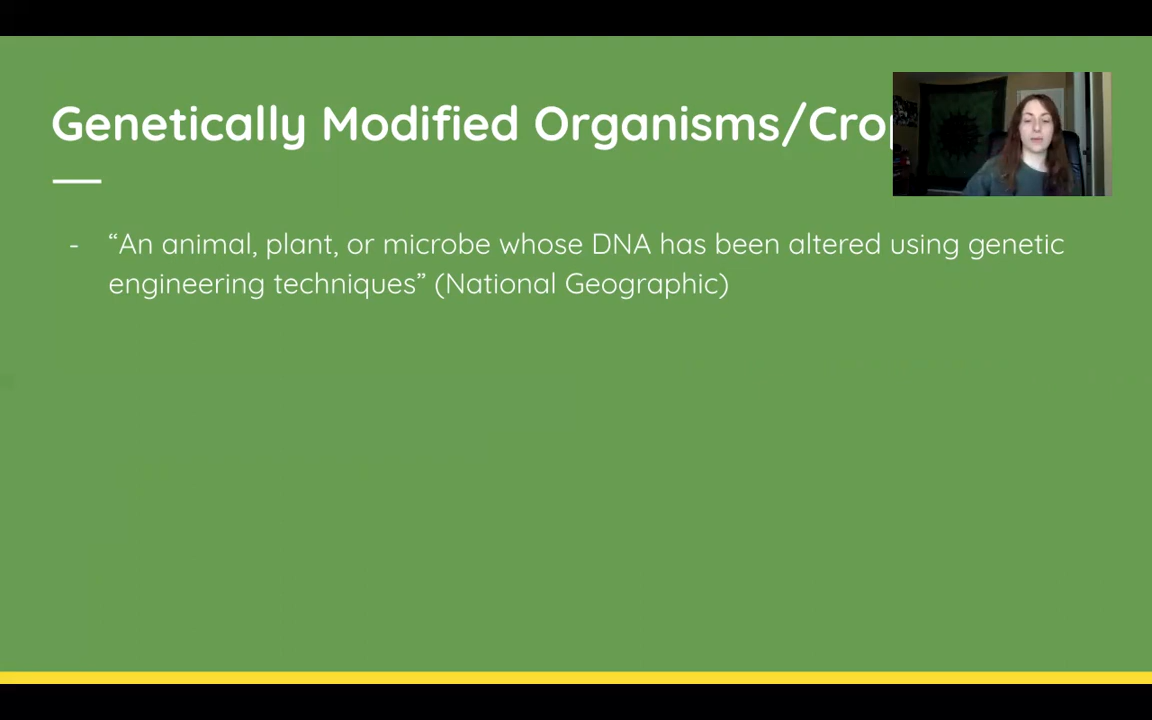 Genetically Modified Organisms/Crop
- “An animal, plant, or microbe whose DNA has been altered using genetic
engineering techniques” (National Geographic)